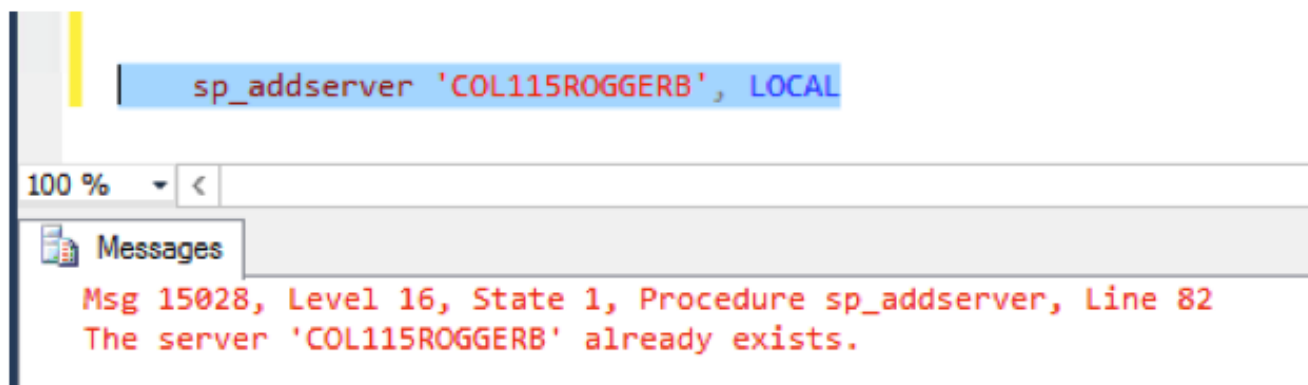 sp_addserver 'COL115ROGGERB', LOCAL
100 %
Messages
Msg 15028, Level 16, State 1, Procedure sp_addserver, Line 82
The server 'COL115ROGGERB' already exists.